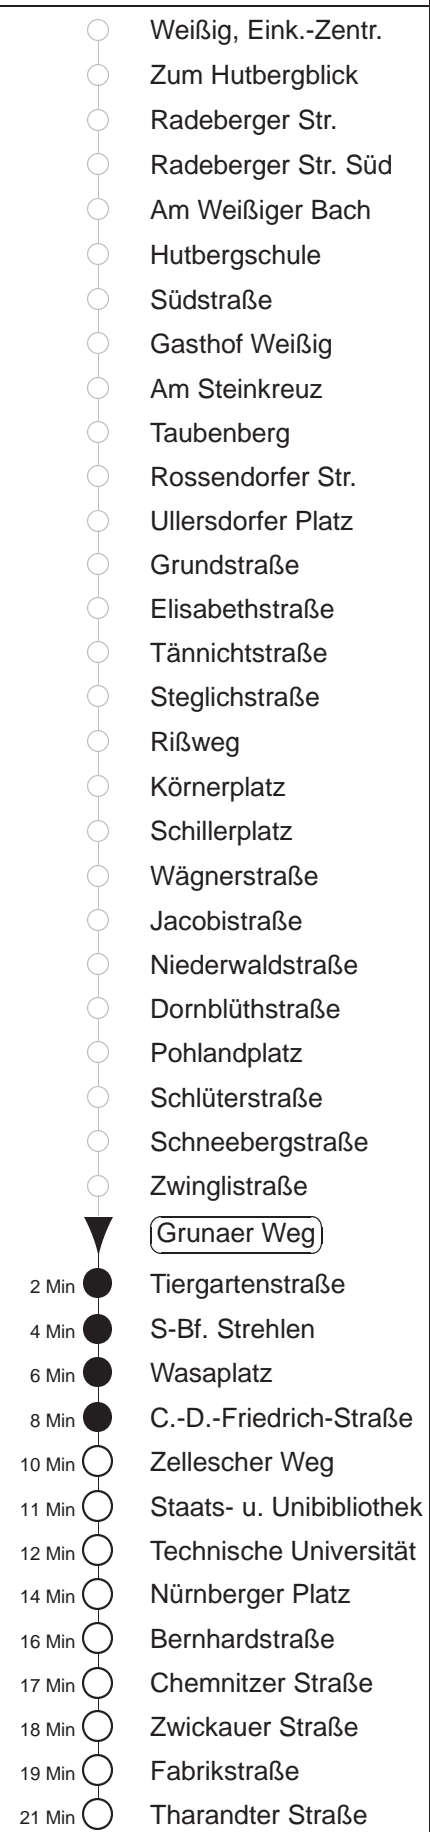 Weißig, Eink.-Zentr.
Zum Hutbergblick
Radeberger Str.
Radeberger Str. Süd
Am Weißiger Bach
Hutbergschule
Südstraße
Gasthof Weißig
Am Steinkreuz
Taubenberg
Rossendorfer Str.
Ullersdorfer Platz
Grundstraße
Elisabethstraße
Tännichtstraße
Steglichstraße
Rißweg
Körnerplatz
Schillerplatz
Wägnerstraße
Jacobistraße
Niederwaldstraße
Dornblüthstraße
Pohlandplatz
Schlüterstraße
Schneebergstraße
Zwinglistraße
Grunaer Weg
2 Min Tiergartenstraße
4 Min S-Bf. Strehlen
6 Min Wasaplatz
8 Min C.-D.-Friedrich-Straße
10 Min Zellescher Weg
11 Min Staats- u. Unibibliothek
12 Min Technische Universität
14 Min Nürnberger Platz
16 Min Bernhardstraße
17 Min Chemnitzer Straße
18 Min Zwickauer Straße
19 Min Fabrikstraße
21 Min Tharandter Straße